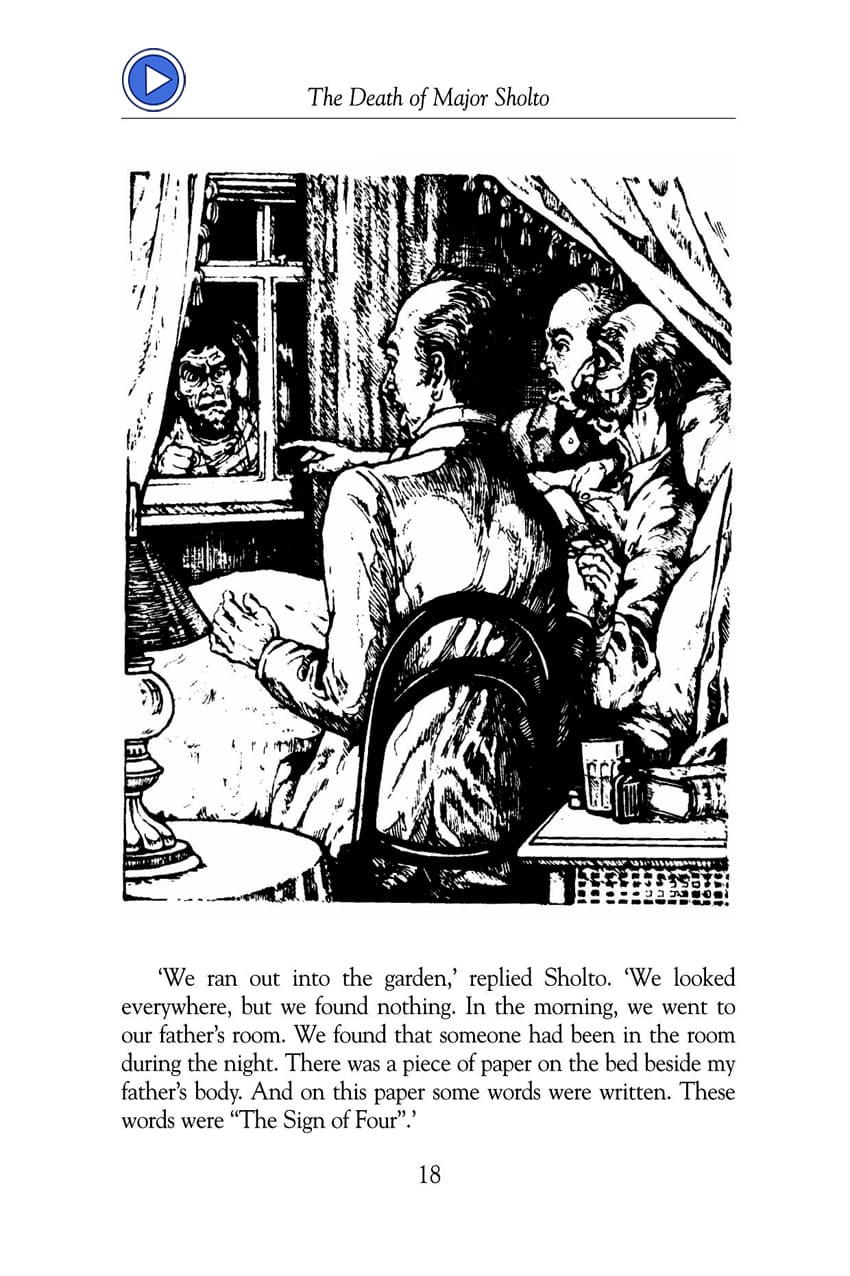 The Death of Major Sholto
‘We ran out into the garden,’ replied Sholto. ‘We looked
everywhere, but we found nothing. In the morning, we went to
our father’s room. We found that someone had been in the room
during the night. There was a piece of paper on the bed beside my
father’s body. And on this paper some words were written. These
words were “The Sign of Four”.’
18